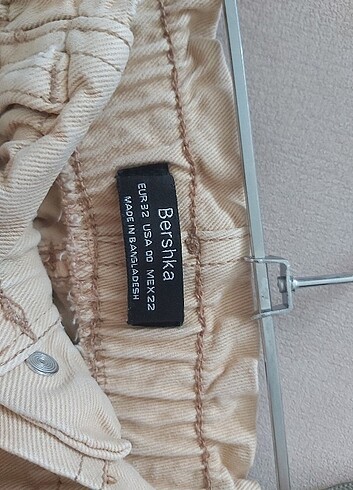 Bershka
EUR 32 USA 00 MEX 22
MADE IN BANGLADESH